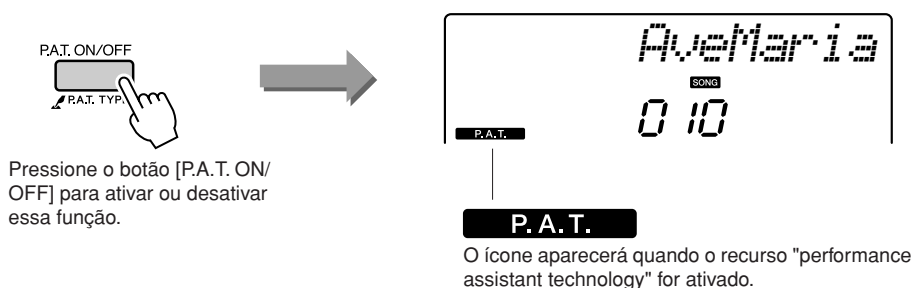 P.A.T. ON/OFF
P.A.T. TYP
Pressione o botão [P.A.T. ON/
OFF] para ativar ou desativar
essa função.
AveMaria
SONG
010
P.A.T.
P.A.T.
O ícone aparecerá quando o recurso "performance
assistant technology" for ativado.